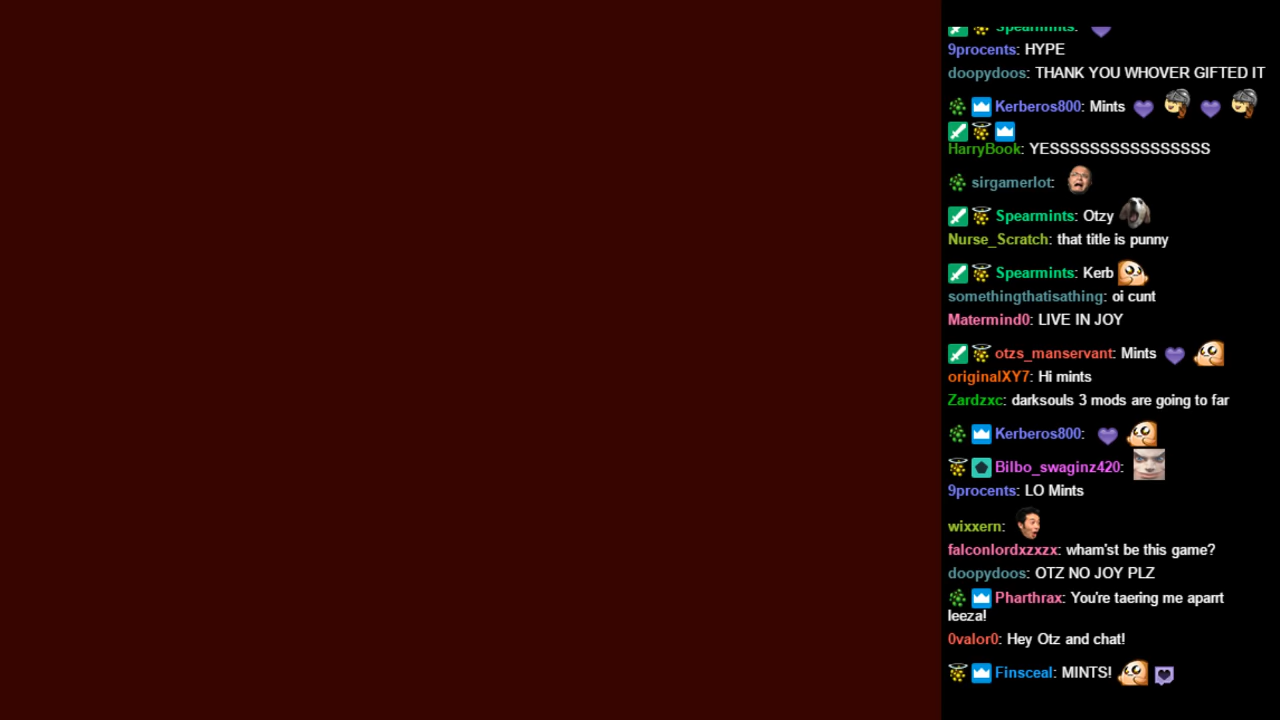 Spearmints:
9procents: HYPE
doopydoos: THANK YOU WHOVER GIFTED IT
Kerberos800: Mints
HarryBook: YESSSSSSSSSSSSSSSS
sirgamerlot:
Spearmints: Otzy
Nurse_Scratch: that title is punny
Spearmints: Kerb
somethingthatisathing: oi cunt
Matermind0: LIVE IN JOY
otzs_manservant: Mints
originalXY7: Hi mints
Zardzxc: darksouls 3 mods are going to far
Kerberos800:
Bilbo_swaginz420:
9procents: LO Mints
wixxern:
falconlordxzxzx: wham'st be this game?
doopydoos: OTZ NO JOY PLZ
Pharthrax: You're taering me aparrt
leeza!
0valor0: Hey Otz and chat!
Finsceal: MINTS!